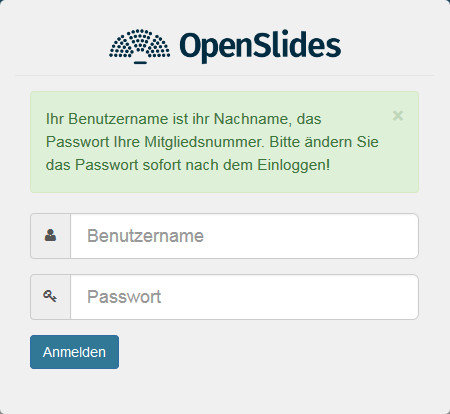 OpenSlides
Ihr Benutzername ist ihr Nachname, das
Passwort Ihre Mitgliedsnummer. Bitte ändern Sie
das Passwort sofort nach dem Einloggen!
×
Benutzername
Passwort
Anmelden